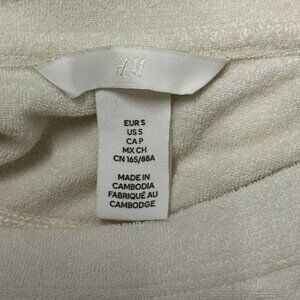 H&M
EUR S
US S
CA P
MX CH
CN 165/88A
MADE IN
CAMBODIA
FABRIQUÉ AU
CAMBODGE